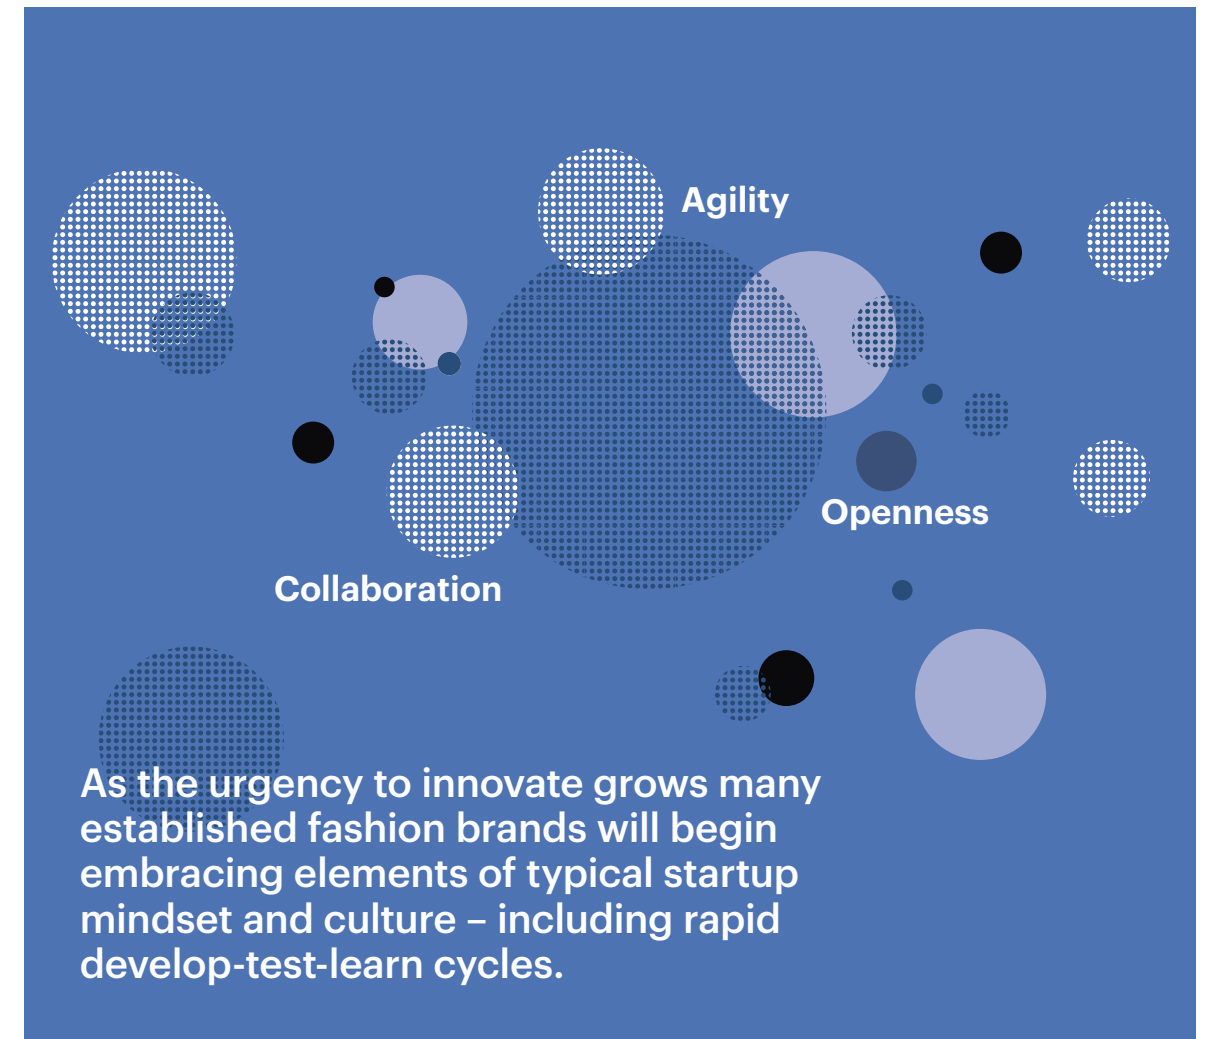 Agility
Openness
Collaboration
As the urgency to innovate grows many
established fashion brands will begin
embracing elements of typical startup
mindset and culture – including rapid
develop-test-learn cycles.